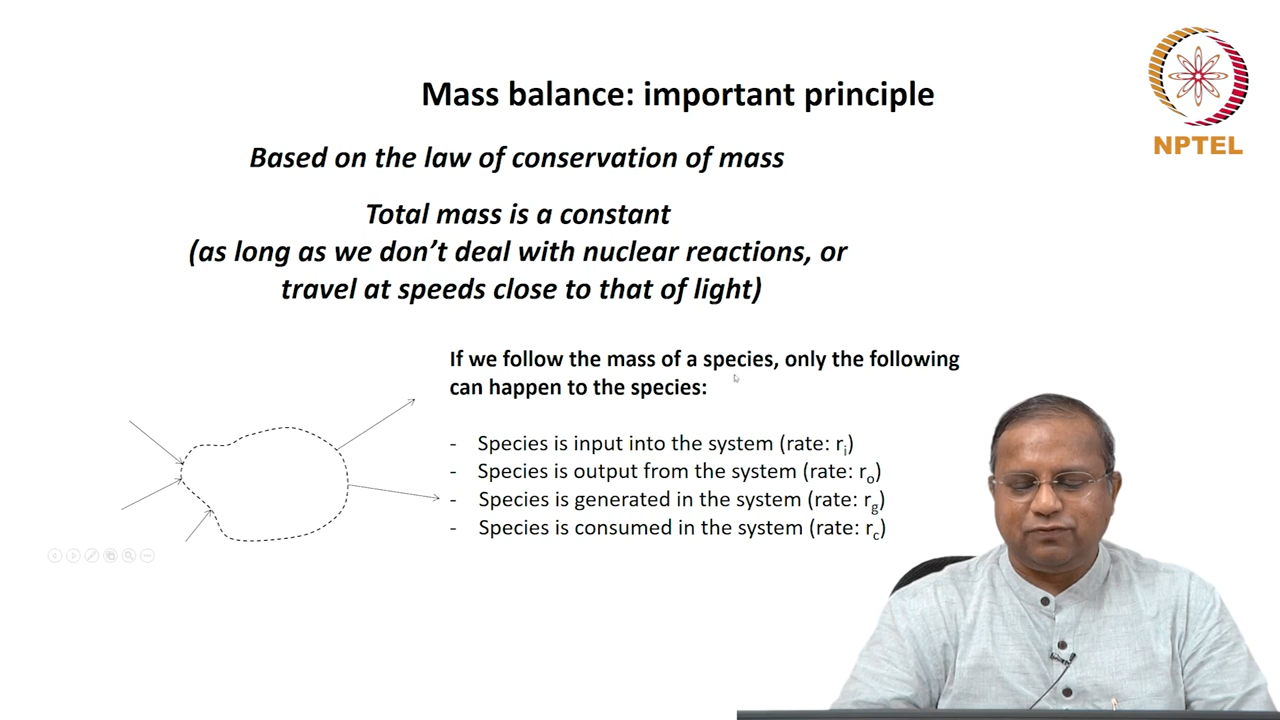 Mass balance: important principle
NPTEL
Based on the law of conservation of mass
Total mass is a constant
(as long as we don’t deal with nuclear reactions, or
travel at speeds close to that of light)
If we follow the mass of a species, only the following
can happen to the species:
- Species is input into the system (rate: ri)
- Species is output from the system (rate: ro)
- Species is generated in the system (rate: rg)
- Species is consumed in the system (rate: rc)